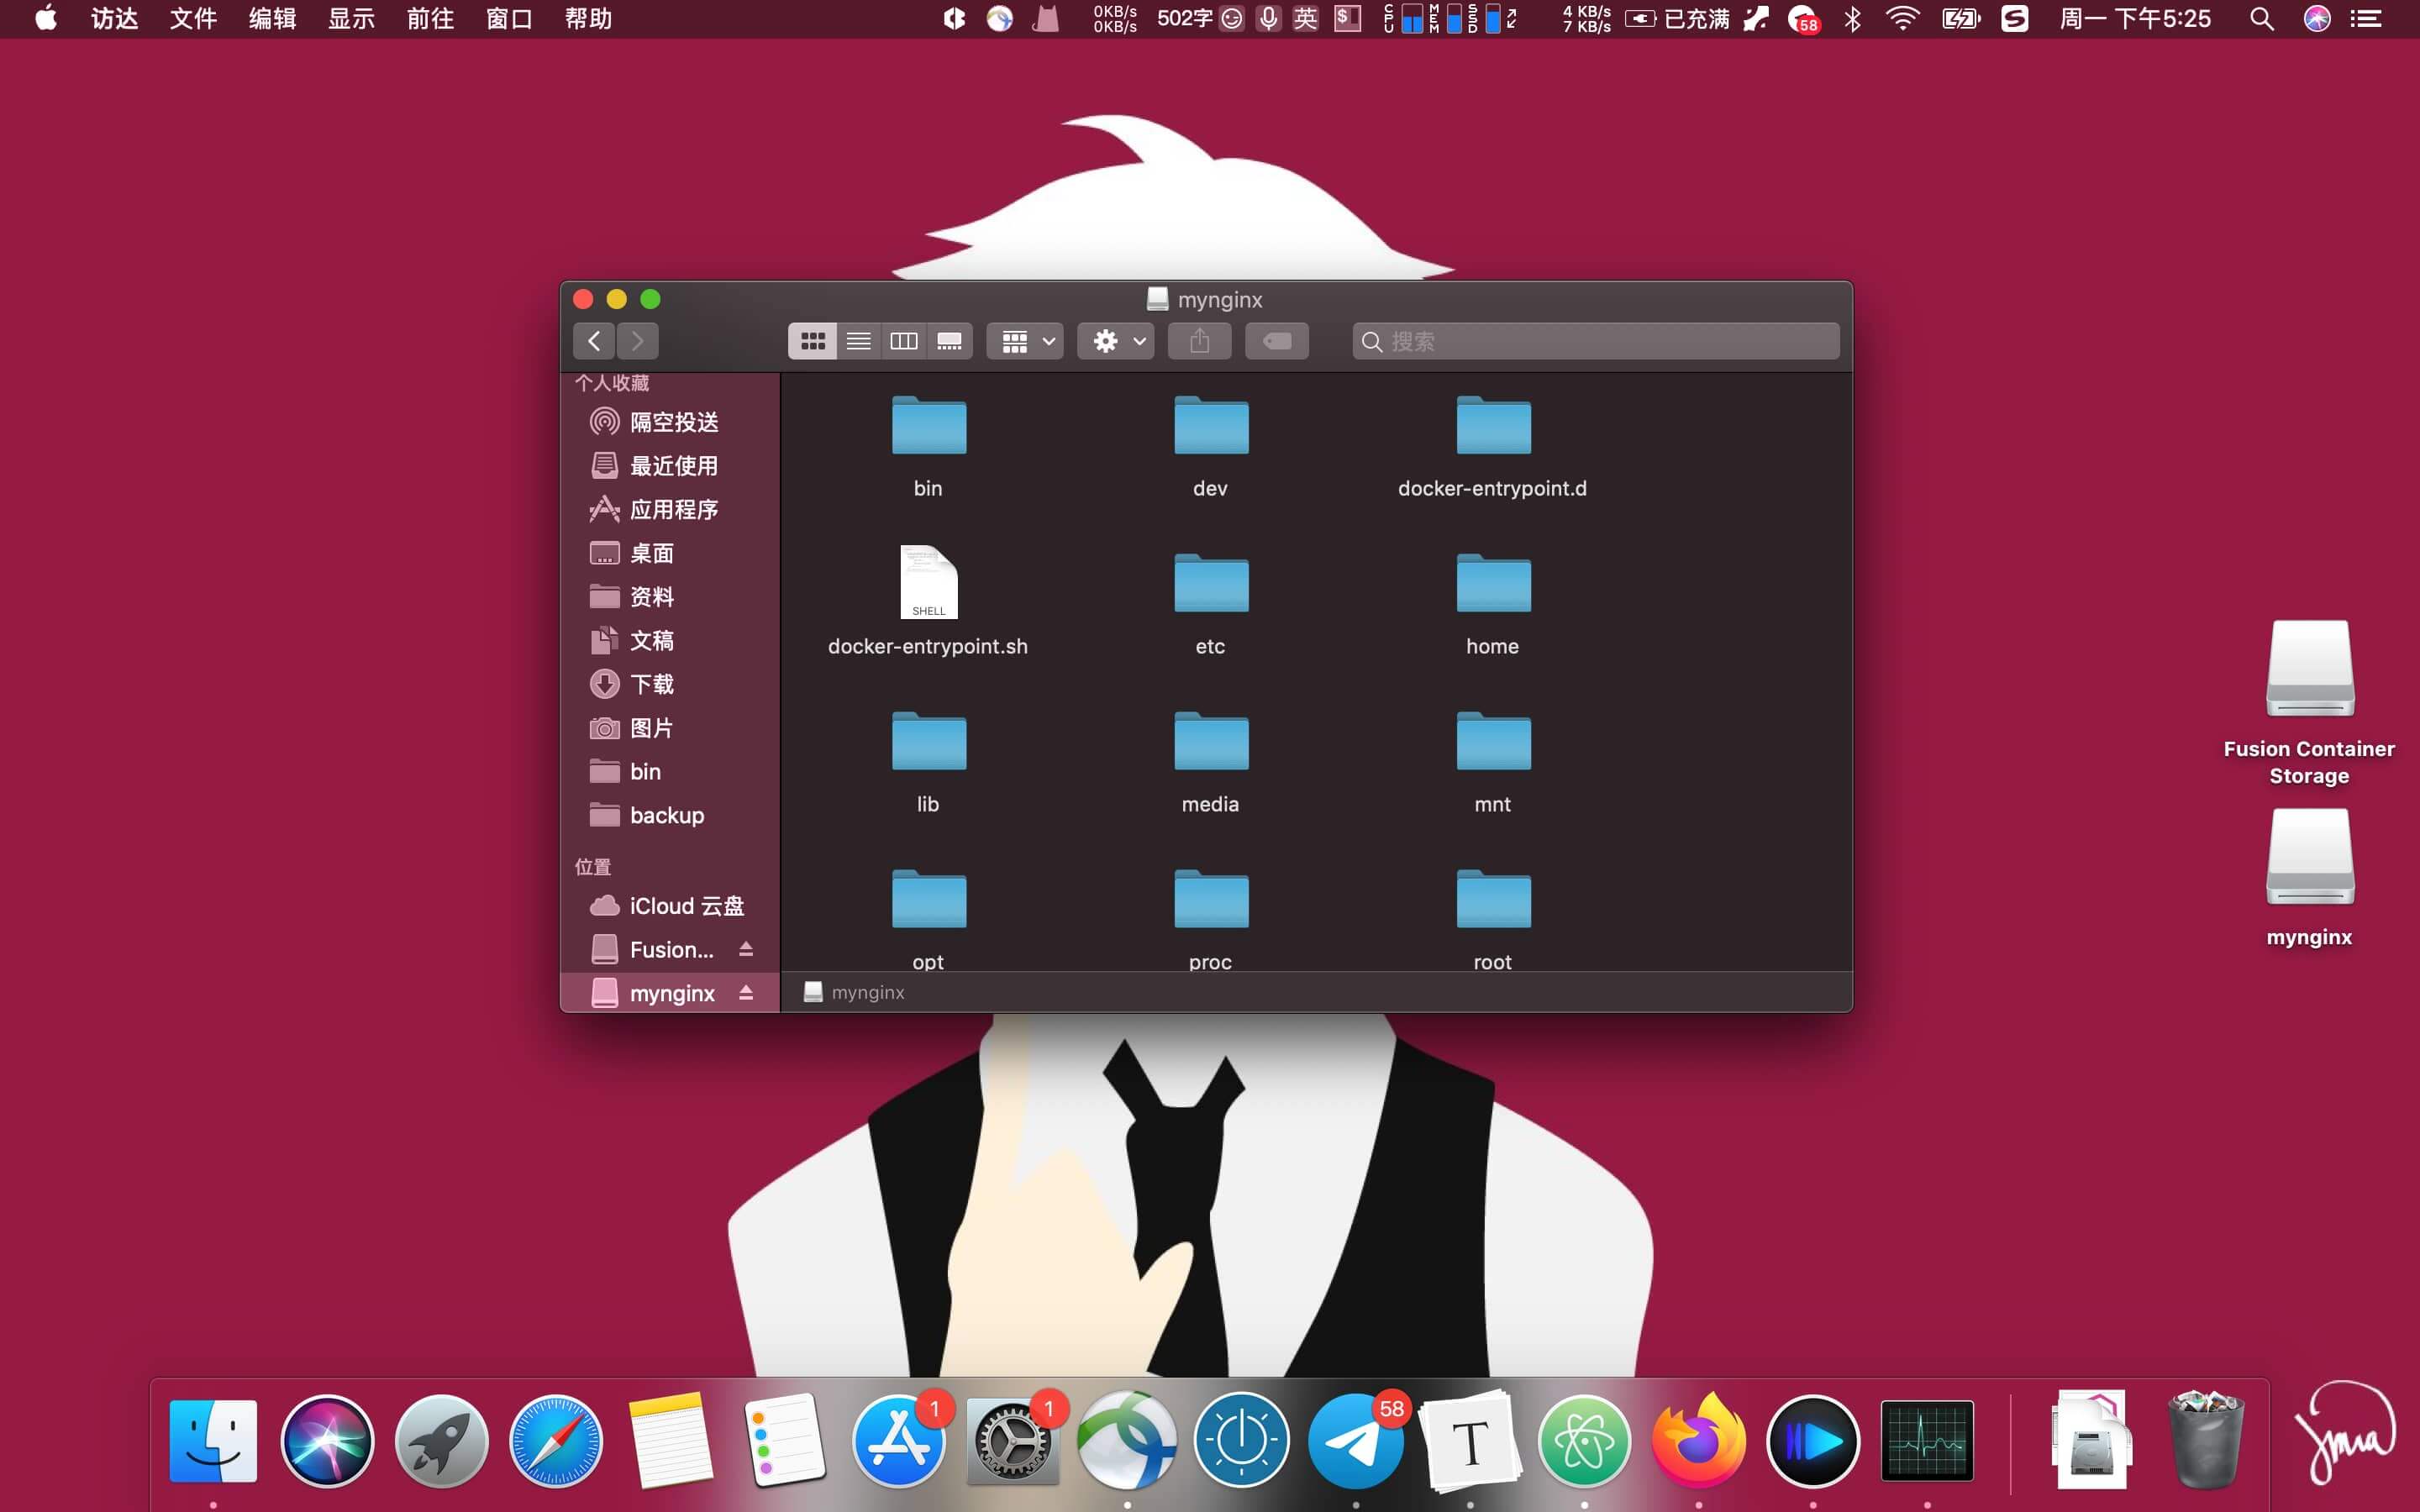 访达 文件 编辑 显示 前往 窗口 帮助
0KB/s
0KB/s
502字
英
$
CPU
MEM
SSD
4 KB/s
7 KB/s
已充满
58
S
周一 下午5:25
mynginx
搜索
个人收藏
隔空投送
最近使用
应用程序
桌面
资料
文稿
下载
图片
bin
backup
位置
iCloud 云盘
Fusion...
mynginx
bin dev docker-entrypoint.d
SHELL
docker-entrypoint.sh etc home
lib media mnt
opt proc root
mynginx
Fusion Container
Storage
mynginx
1
1
58
T